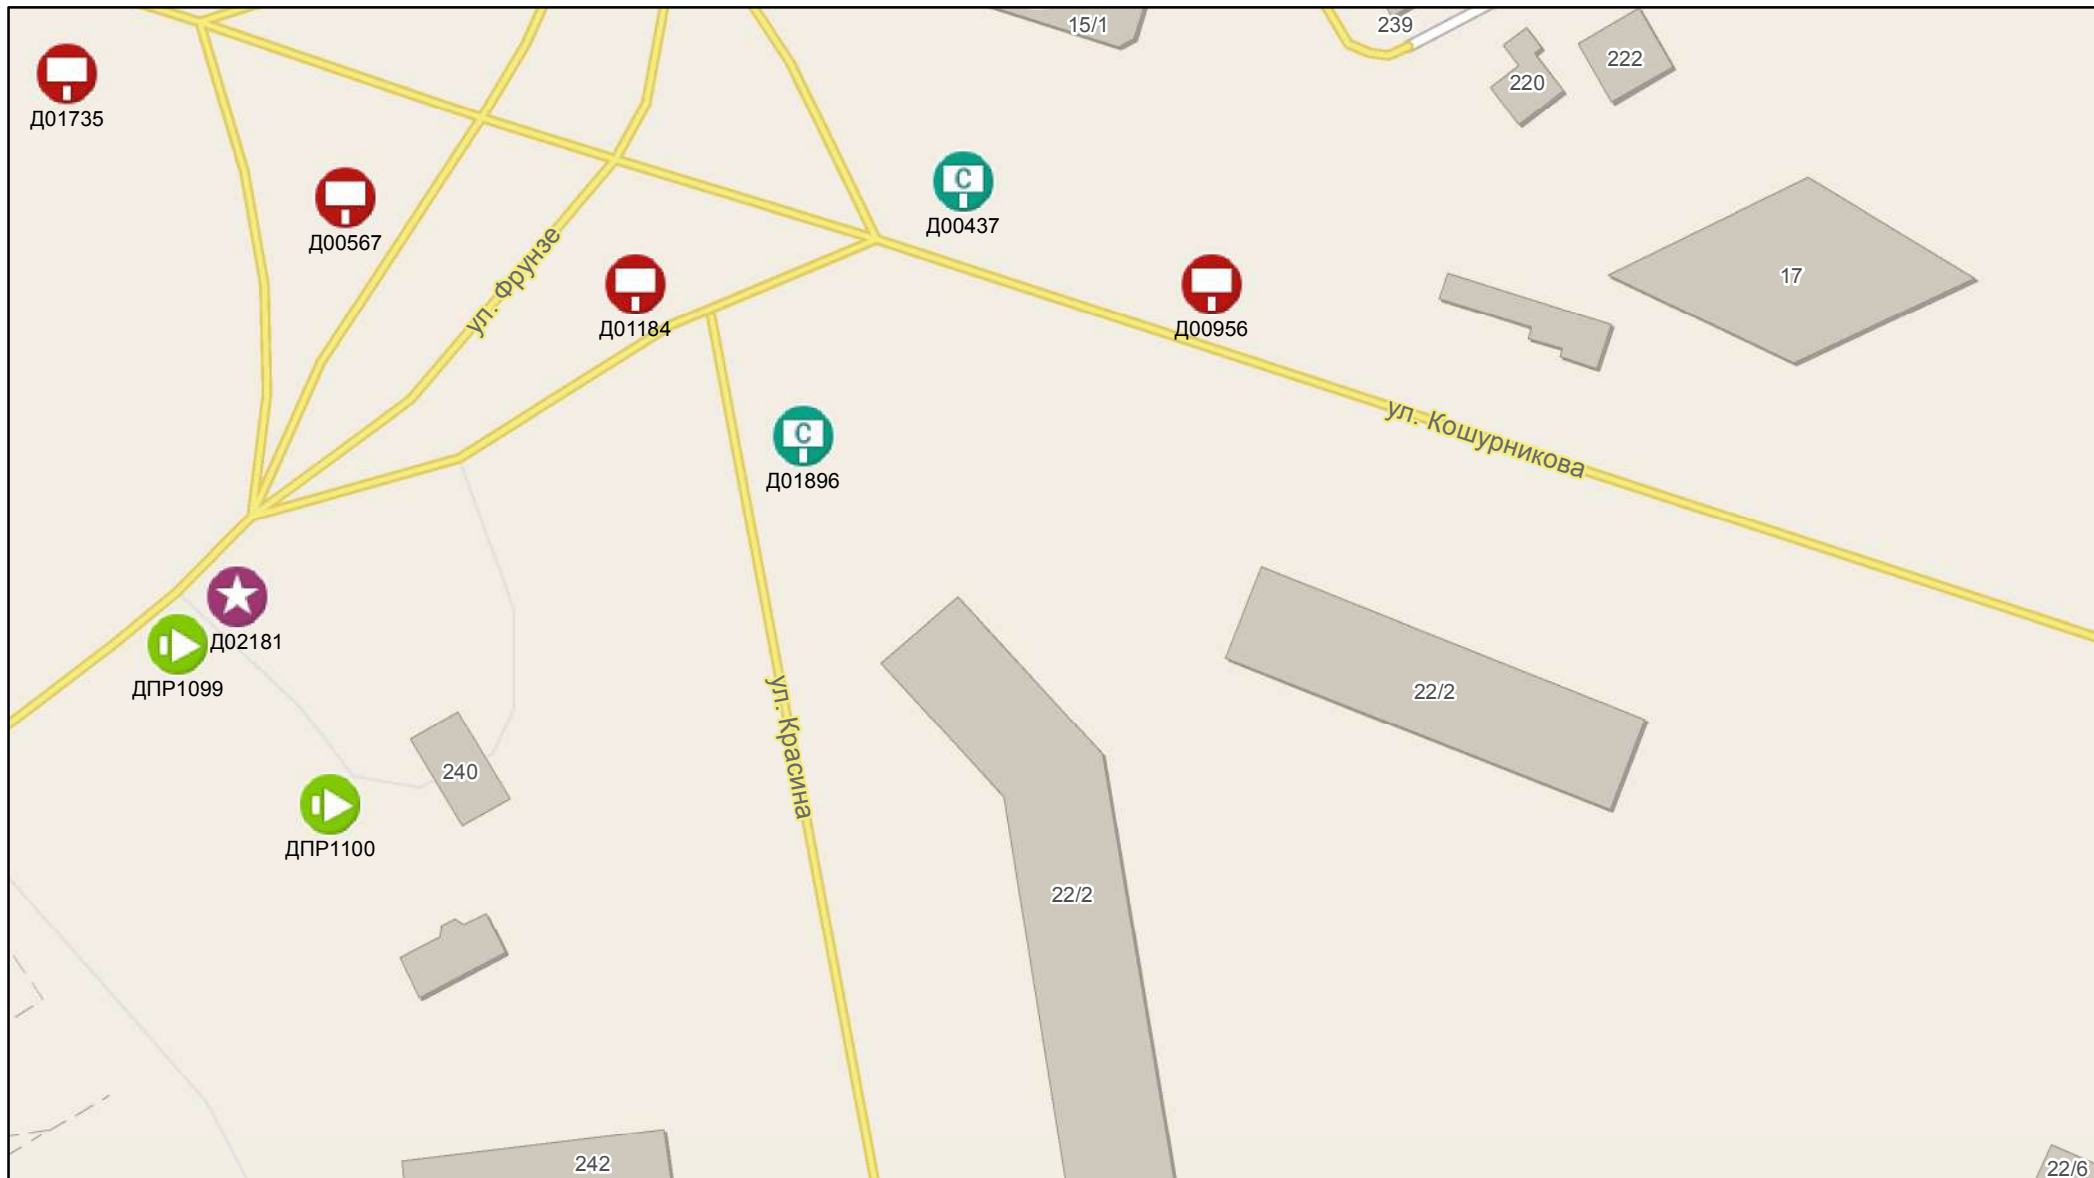 15/1
239
222
220
Д01735
C
Д00437
Д00567
ул. Фрунзе
17
Д01184
Д00956
ул. Кошурникова
C
Д01896
Д02181
ДПР1099
22/2
ул. Красина
240
ДПР1100
22/2
242
22/6